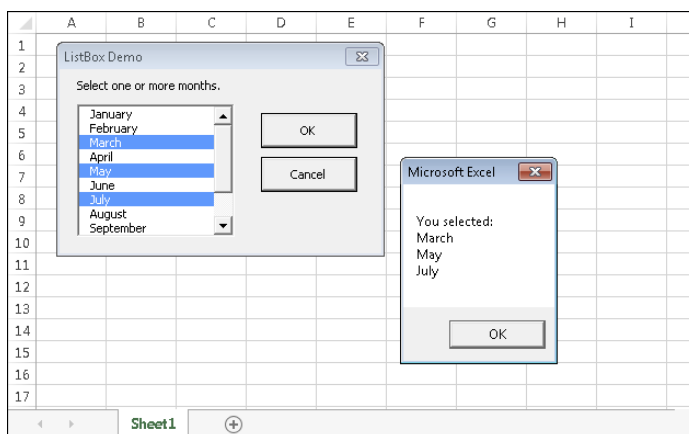 A B C D E F G H I
1
2
3
4
5
6
7
8
9
10
11
12
13
14
15
16
17
ListBox Demo
Select one or more months.
January
February
March
April
May
June
July
August
September
OK
Cancel
Microsoft Excel
You selected:
March
May
July
OK
Sheet1